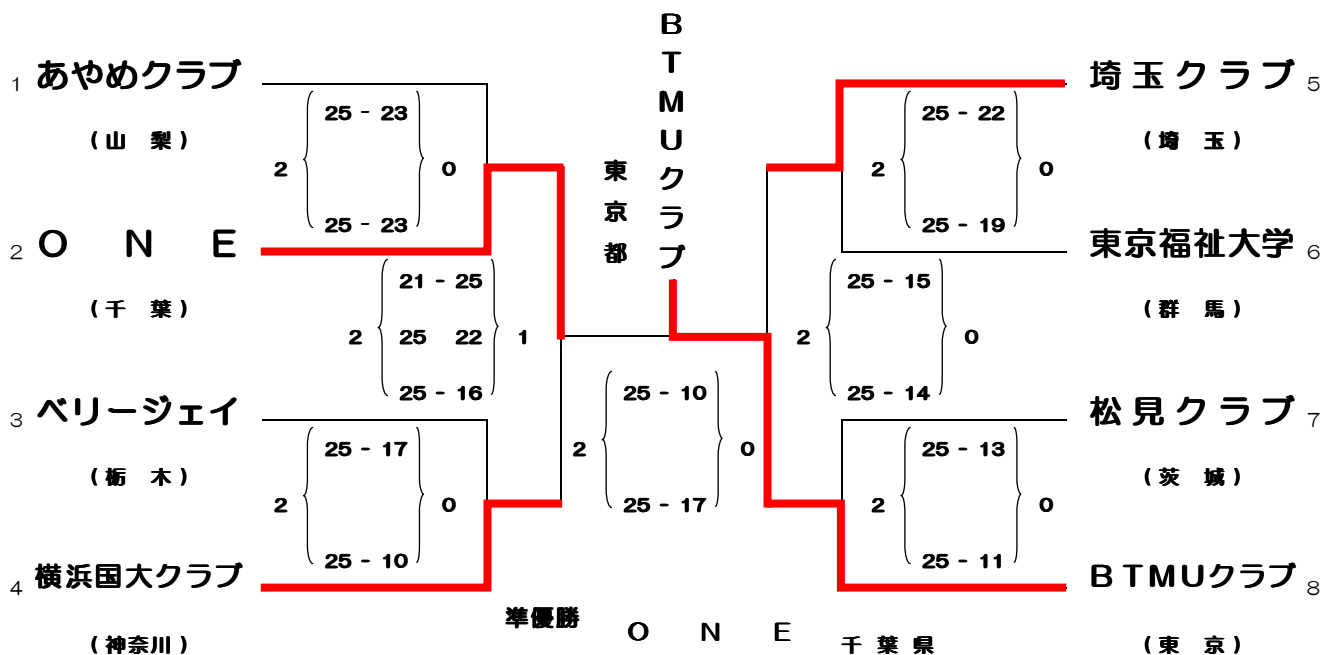 BTMUクラブ
東京都
1 あやめクラブ
(山 梨)
25 - 23
2 0
25 - 23
2 O N E
(千 葉)
21 - 25
2 25 22 1
25 - 16
3 ベリージェイ
(栃 木)
25 - 17
2 0
25 - 10
4 横浜国大クラブ
(神奈川)
25 - 10
2 0
25 - 17
埼玉クラブ 5
(埼 玉)
25 - 22
2 0
25 - 19
東京福祉大学 6
(群 馬)
25 - 15
2 0
25 - 14
松見クラブ 7
(茨 城)
25 - 13
2 0
25 - 11
BTMUクラブ 8
(東 京)
準優勝 O N E 千葉県